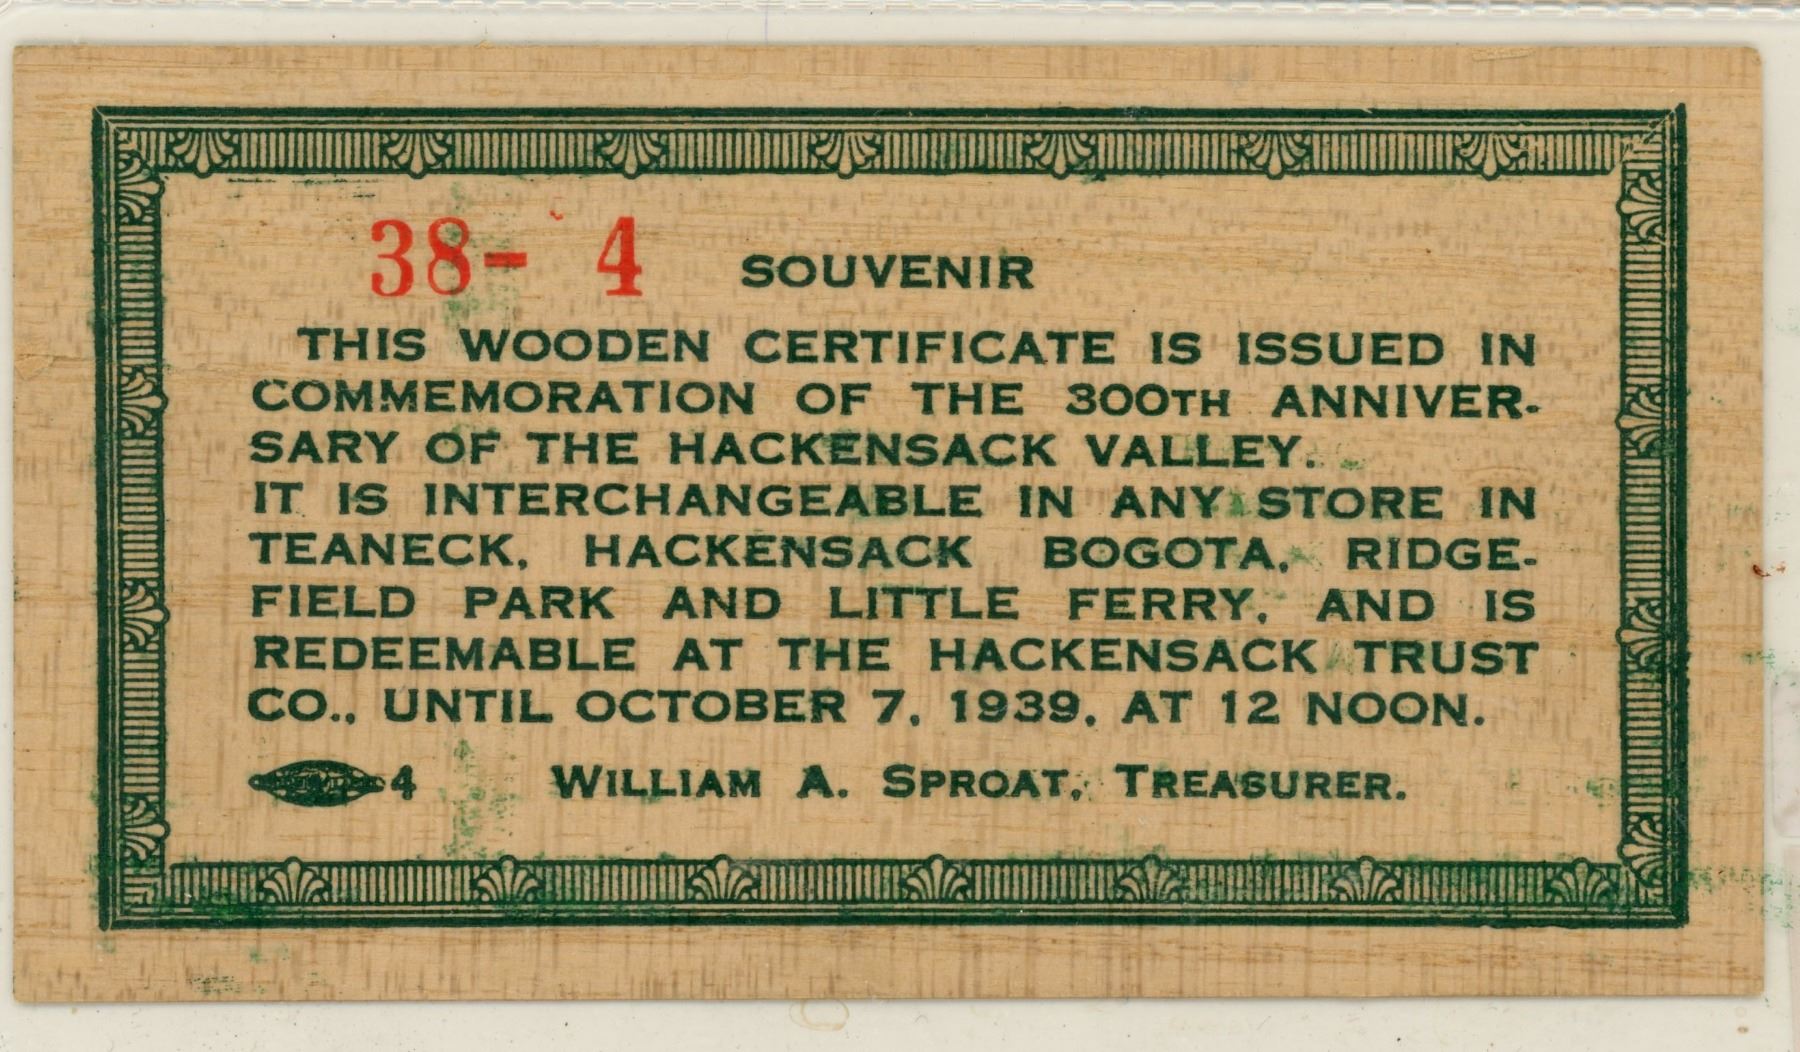 38- 4 SOUVENIR
THIS WOODEN CERTIFICATE IS ISSUED IN
COMMEMORATION OF THE 300TH ANNIVER-
SARY OF THE HACKENSACK VALLEY.
IT IS INTERCHANGEABLE IN ANY STORE IN
TEANECK, HACKENSACK BOGOTA, RIDGE-
FIELD PARK AND LITTLE FERRY, AND IS
REDEEMABLE AT THE HACKENSACK TRUST
CO., UNTIL OCTOBER 7, 1939, AT 12 NOON.
4 WILLIAM A. SPROAT, TREASURER.